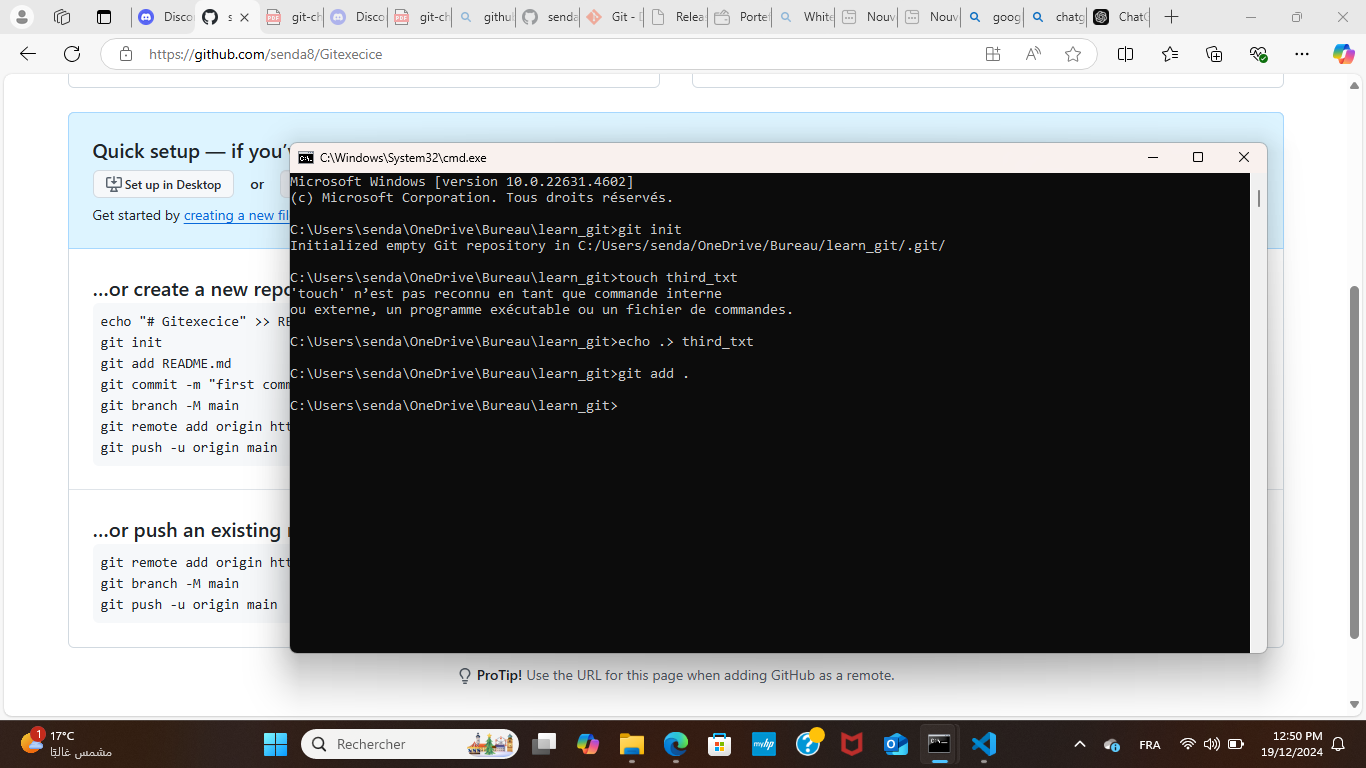 Disco
s
git-ch
Disco
git-ch
githu
senda
Git - D
Relea
Portef
White
Nouv
Nouv
goog
chatg
ChatG
https://github.com/senda8/Gitexecice
Quick setup — if you'v
Set up in Desktop
or
Get started by creating a new fil
...or create a new repo
echo "# Gitexecice" >> RE
git init
git add README.md
git commit -m "first comm
git branch -M main
git remote add origin htt
git push -u origin main
...or push an existing r
git remote add origin htt
git branch -M main
git push -u origin main
C:\Windows\System32\cmd.exe
Microsoft Windows [version 10.0.22631.4602]
(c) Microsoft Corporation. Tous droits réservés.
C:\Users\senda\OneDrive\Bureau\learn_git>git init
Initialized empty Git repository in C:/Users/senda/OneDrive/Bureau/learn_git/.git/
C:\Users\senda\OneDrive\Bureau\learn_git>touch third_txt
'touch' n’est pas reconnu en tant que commande interne
ou externe, un programme exécutable ou un fichier de commandes.
C:\Users\senda\OneDrive\Bureau\learn_git>echo .> third_txt
C:\Users\senda\OneDrive\Bureau\learn_git>git add .
C:\Users\senda\OneDrive\Bureau\learn_git>
ProTip! Use the URL for this page when adding GitHub as a remote.
1
17°C
مشمس غالبًا
Rechercher
myhp
FRA
12:50 PM
19/12/2024